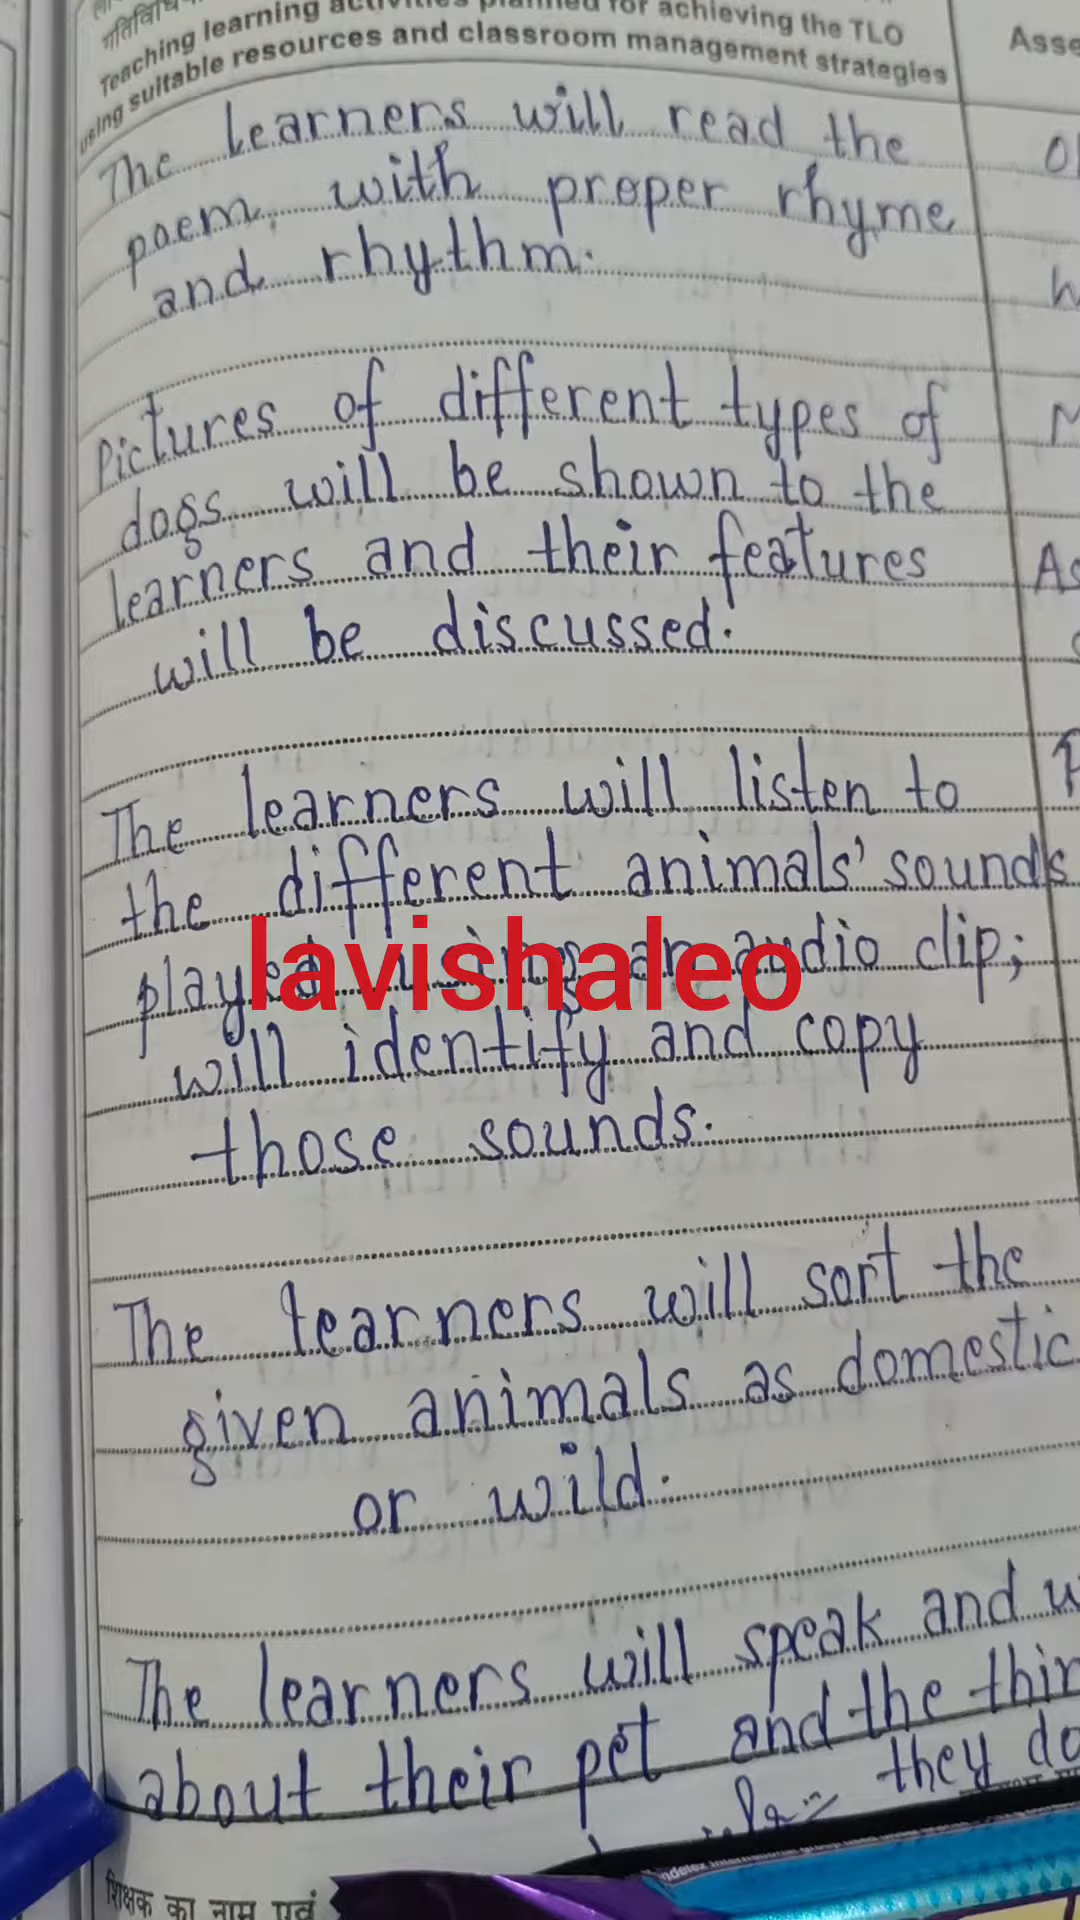 गतिविधि
Teaching learning activities planned for achieving the TLO
using suitable resources and classroom management strategies
Asse
The learners will read the
poem, with proper rhyme
and rhythm.
Pictures of different types of
dogs will be shown to the
learners and their features
will be discussed.
The learners will listen to
the different animals' sounds
played using an audio clip;
will identify and copy
those sounds.
lavishaleo
The learners will sort the
given animals as domestic
or wild.
The learners will speak and w
about their pet and the thin
they do
शिक्षक का नाम एवं